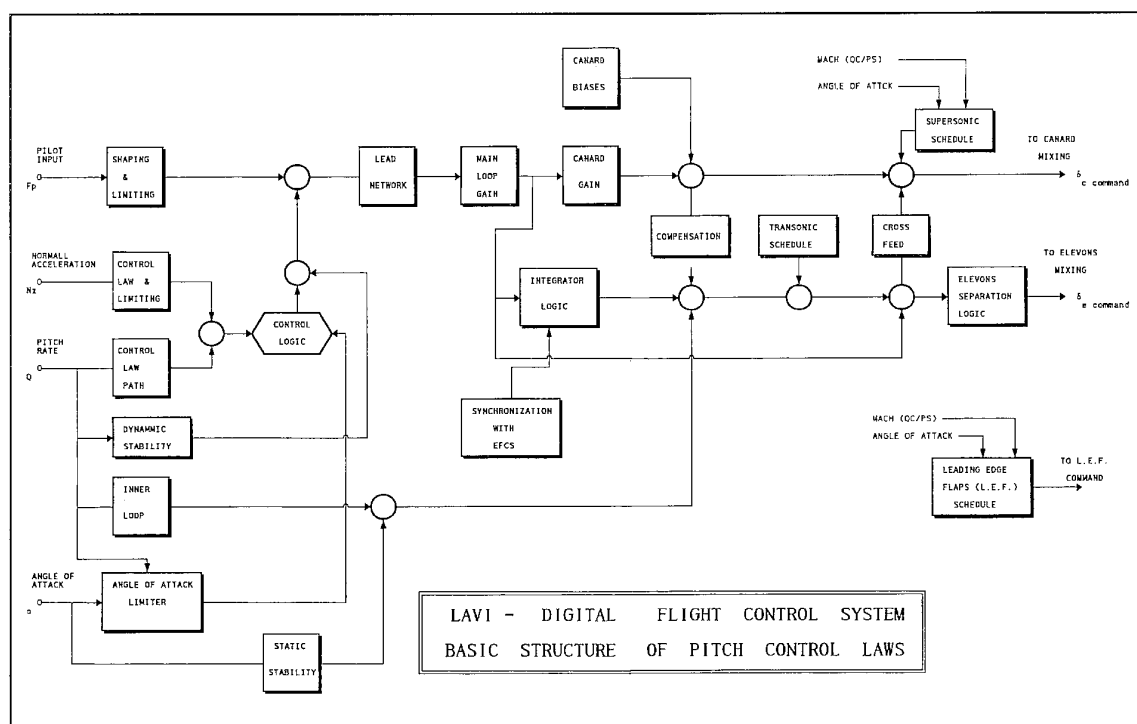 CANARD
BIASES
MACH (QC/PS)
ANGLE OF ATTCK
SUPERSONIC
SCHEDULE
TO CANARD
MIXING
δ c command
PILOT
INPUT
Fp
SHAPING
&
LIMITING
LEAD
NETWORK
MAIN
LOOP
GAIN
CANARD
GAIN
COMPENSATION
TRANSONIC
SCHEDULE
CROSS
FEED
NORMALL
ACCELERATION
Nz
CONTROL
LAW &
LIMITING
CONTROL
LOGIC
INTEGRATOR
LOGIC
ELEVONS
SEPARATION
LOGIC
TO ELEVONS
MIXING
δ e command
PITCH
RATE
Q
CONTROL
LAW
PATH
SYNCHRONIZATION
WITH
EFCS
DYNAMMIC
STABILITY
MACH (QC/PS)
ANGLE OF ATTACK
LEADING EDGE
FLAPS (L.E.F.)
SCHEDULE
TO L.E.F.
COMMAND
INNER
LOOP
ANGLE OF
ATTACK
α
ANGLE OF ATTACK
LIMITER
STATIC
STABILITY
LAVI - DIGITAL FLIGHT CONTROL SYSTEM
BASIC STRUCTURE OF PITCH CONTROL LAWS